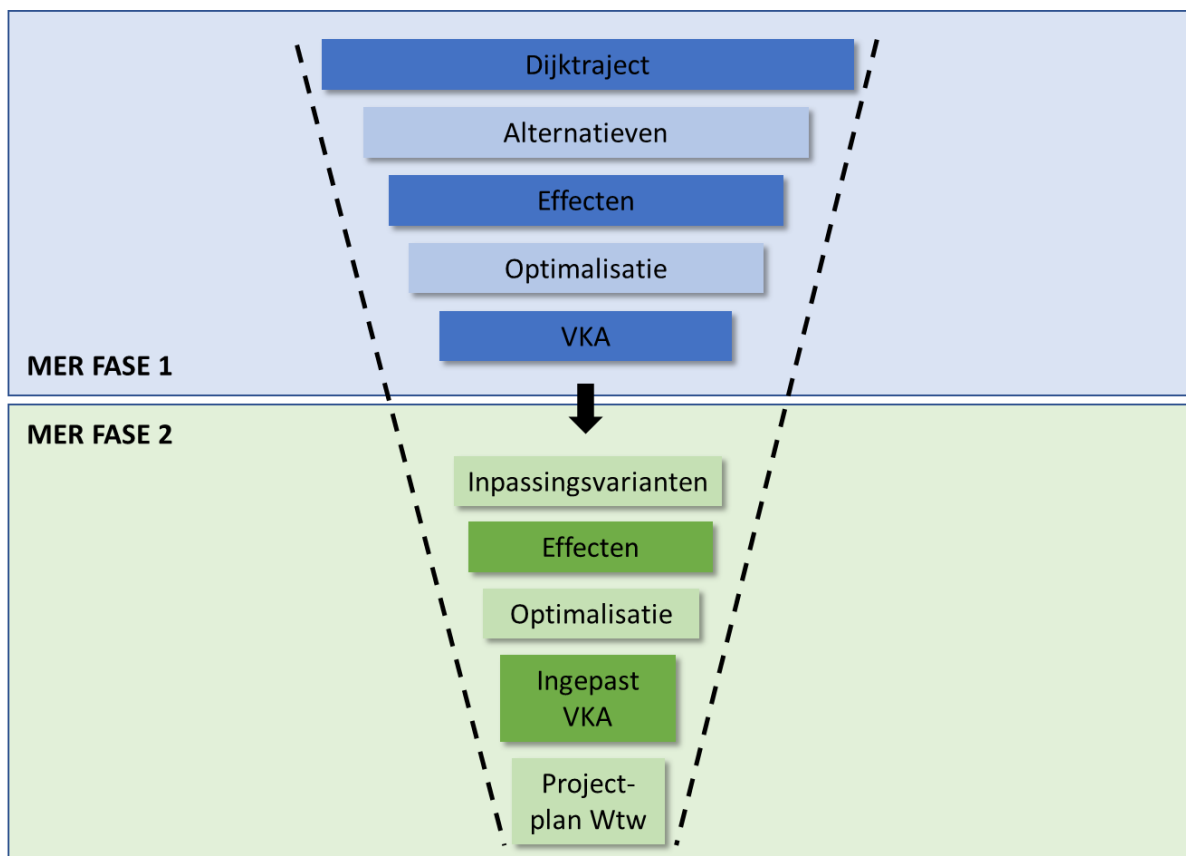 Dijktraject
Alternatieven
Effecten
Optimalisatie
VKA
MER FASE 1
MER FASE 2
Inpassingsvarianten
Effecten
Optimalisatie
Ingepast
VKA
Project-
plan Wtw